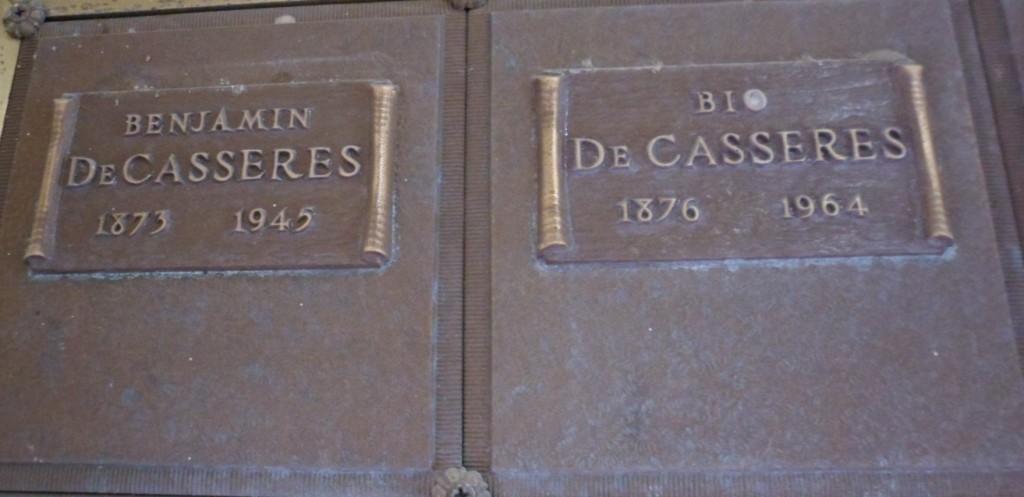 BENJAMIN
DECASSERES
1873 1945
BIO
DE CASSERES
1876 1964